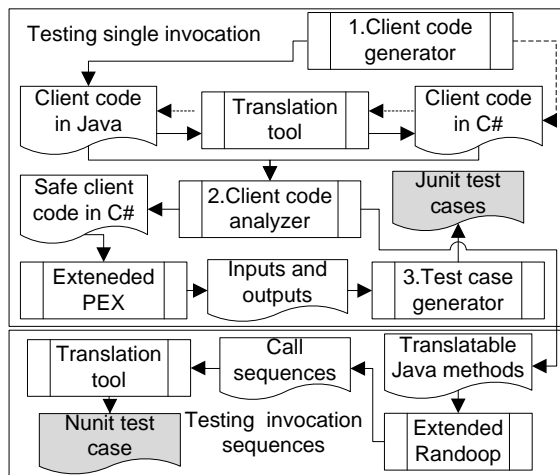 Testing single invocation
1.Client code
generator
Client code
in Java
Translation
tool
Client code
in C#
Safe client
code in C#
2.Client code
analyzer
Junit test
cases
Exteneded
PEX
Inputs and
outputs
3.Test case
generator
Translation
tool
Call
sequences
Translatable
Java methods
Nunit test
case
Testing invocation
sequences
Extended
Randoop